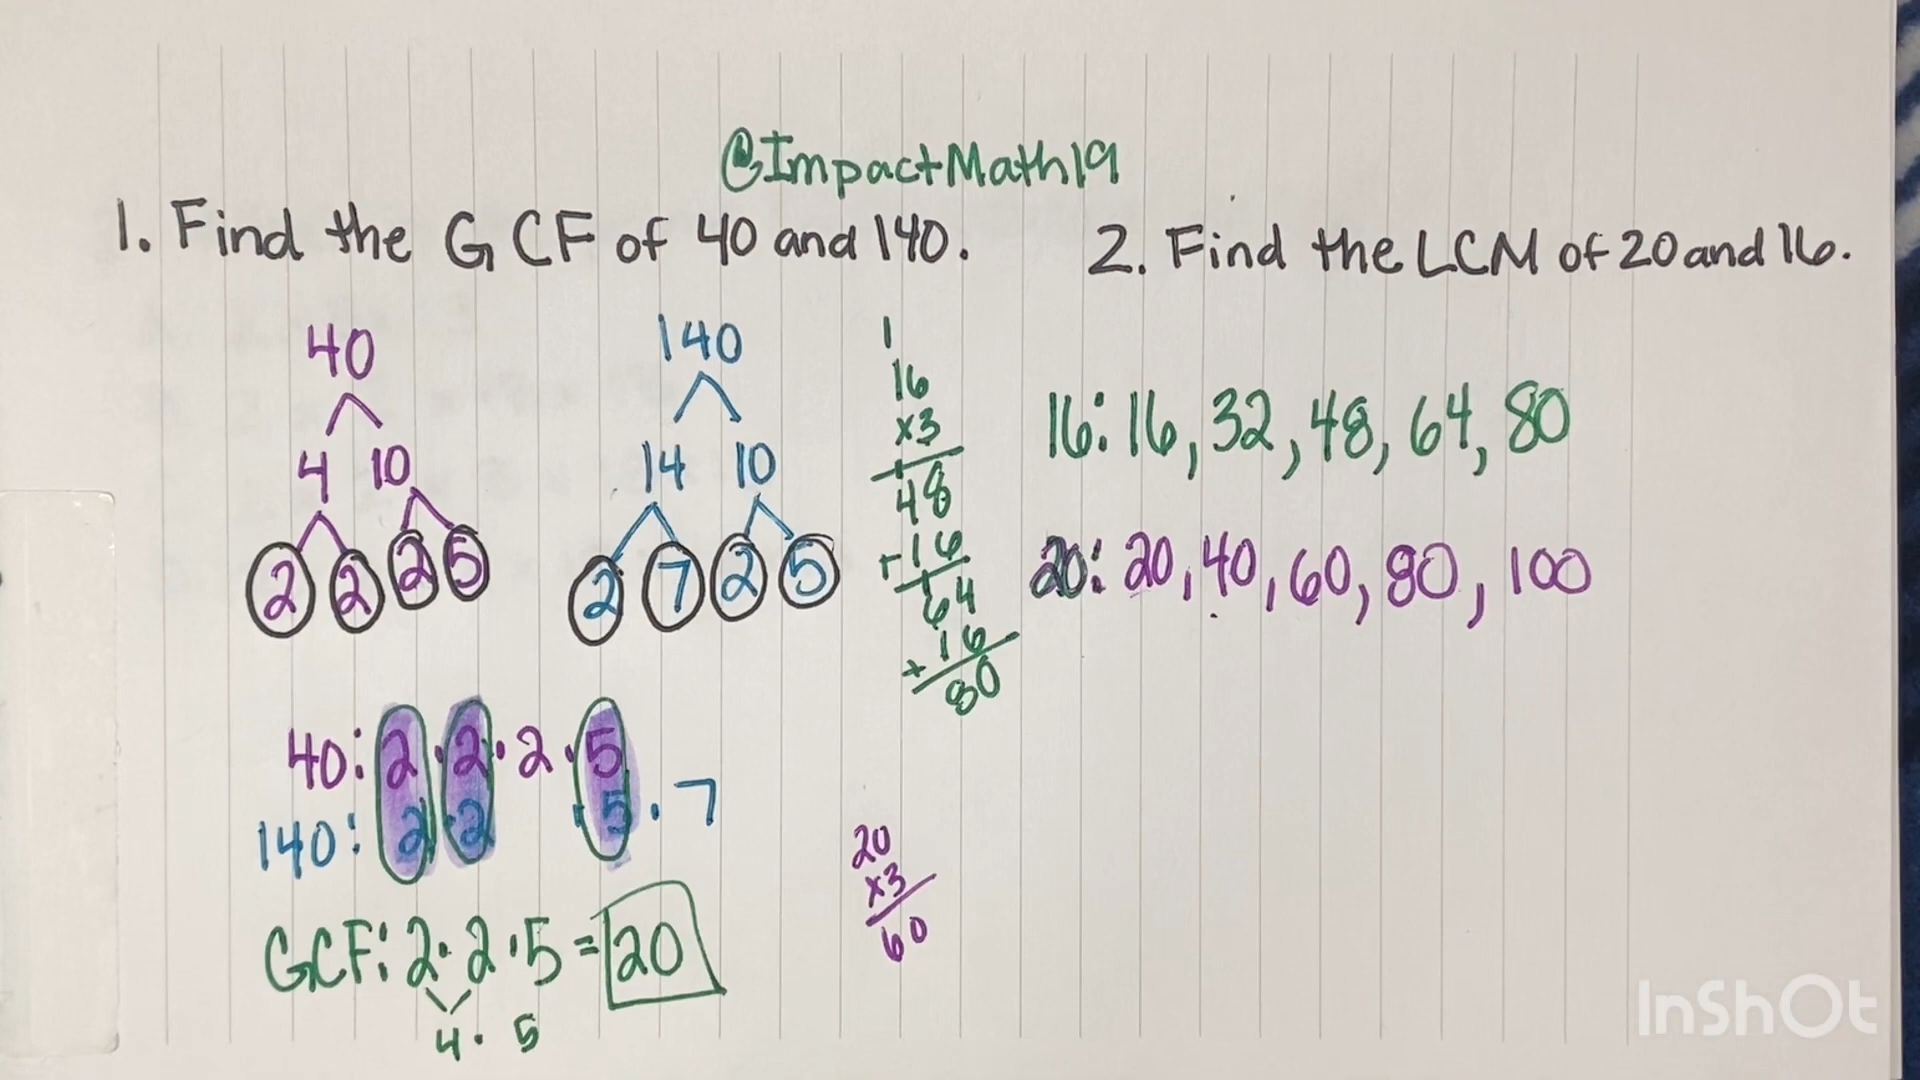 @ImpactMath19
1. Find the GCF of 40 and 140.
40
4 10
2 2 2 5
140
14 10
2 7 2 5
40: 2 · 2 · 2 · 5
140: 2 · 2 · 5 · 7
GCF: 2 · 2 · 5 = 20
4 · 5
1
16
x3
48
+16
64
+16
80
20
x3
60
2. Find the LCM of 20 and 16.
16: 16, 32, 48, 64, 80
20: 20, 40, 60, 80, 100
InShOt